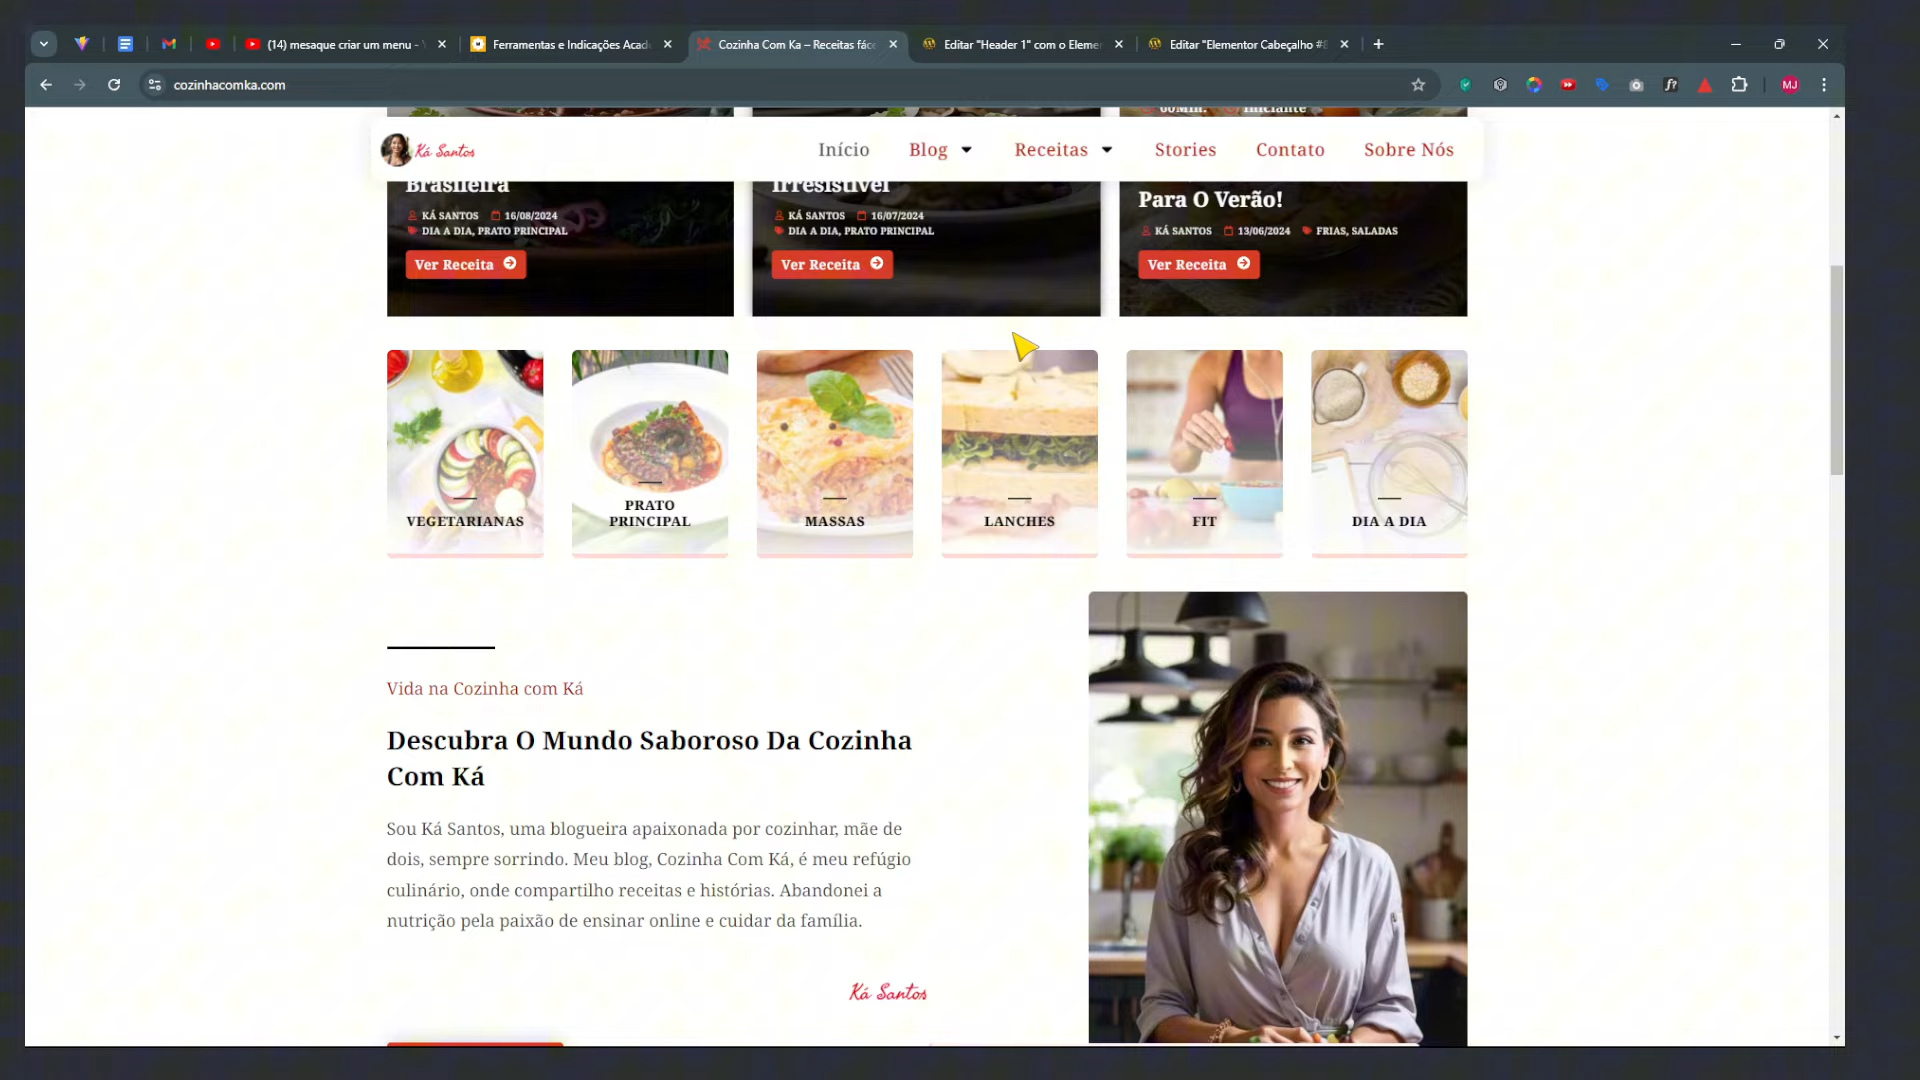 (14) mesaque criar um menu -
Ferramentas e Indicações Acad
Cozinha Com Ka – Receitas fác
Editar "Header 1" com o Eleme
Editar "Elementor Cabeçalho #
cozinhacomka.com
MJ
60Min. Iniciante
Ká Santos
Início
Blog
Receitas
Stories
Contato
Sobre Nós
Brasileira
KÁ SANTOS 16/08/2024
DIA A DIA, PRATO PRINCIPAL
Ver Receita
Irresistível
KÁ SANTOS 16/07/2024
DIA A DIA, PRATO PRINCIPAL
Ver Receita
Para O Verão!
KÁ SANTOS 13/06/2024 FRIAS, SALADAS
Ver Receita
VEGETARIANAS
PRATO
PRINCIPAL
MASSAS
LANCHES
FIT
DIA A DIA
Vida na Cozinha com Ká
Descubra O Mundo Saboroso Da Cozinha
Com Ká
Sou Ká Santos, uma blogueira apaixonada por cozinhar, mãe de
dois, sempre sorrindo. Meu blog, Cozinha Com Ká, é meu refúgio
culinário, onde compartilho receitas e histórias. Abandonei a
nutrição pela paixão de ensinar online e cuidar da família.
Ká Santos